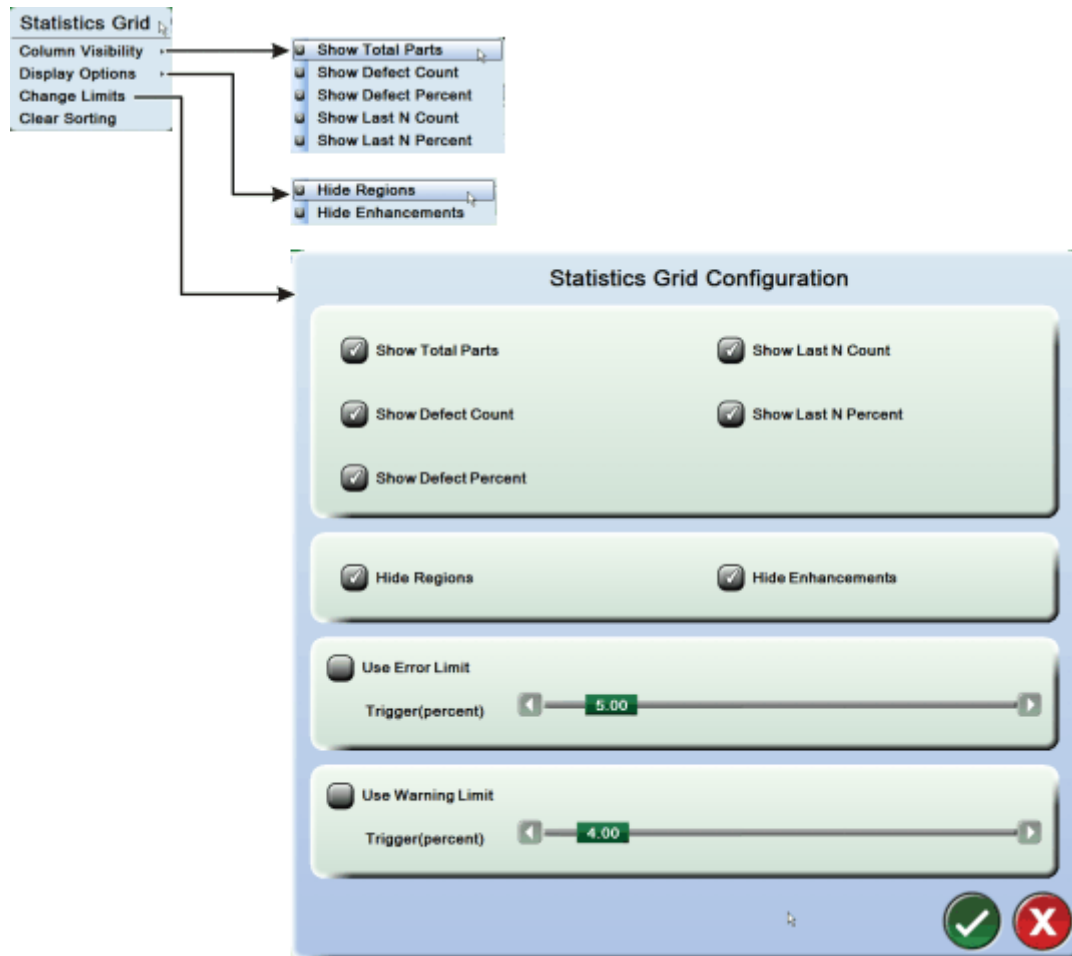 Statistics Grid
Column Visibility
Display Options
Change Limits
Clear Sorting
Show Total Parts
Show Defect Count
Show Defect Percent
Show Last N Count
Show Last N Percent
Hide Regions
Hide Enhancements
Statistics Grid Configuration
Show Total Parts
Show Last N Count
Show Defect Count
Show Last N Percent
Show Defect Percent
Hide Regions
Hide Enhancements
Use Error Limit
Trigger(percent)
5.00
Use Warning Limit
Trigger(percent)
4.00